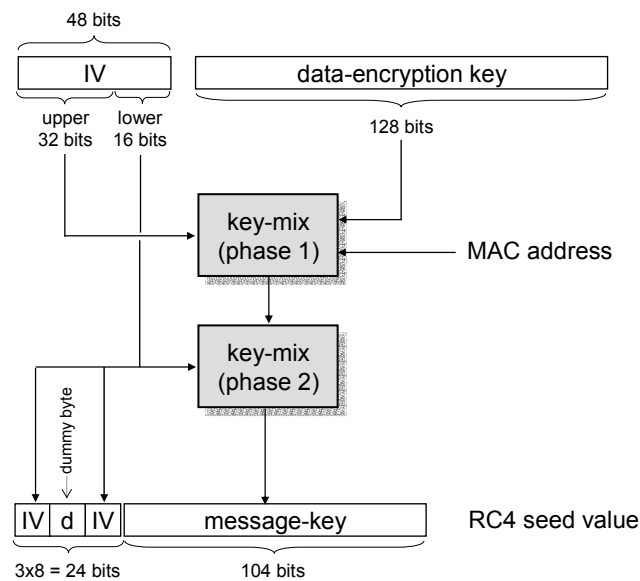 48 bits
IV
data-encryption key
upper
32 bits
lower
16 bits
128 bits
key-mix
(phase 1)
MAC address
key-mix
(phase 2)
dummy byte
IV
d
IV
message-key
RC4 seed value
3x8 = 24 bits
104 bits